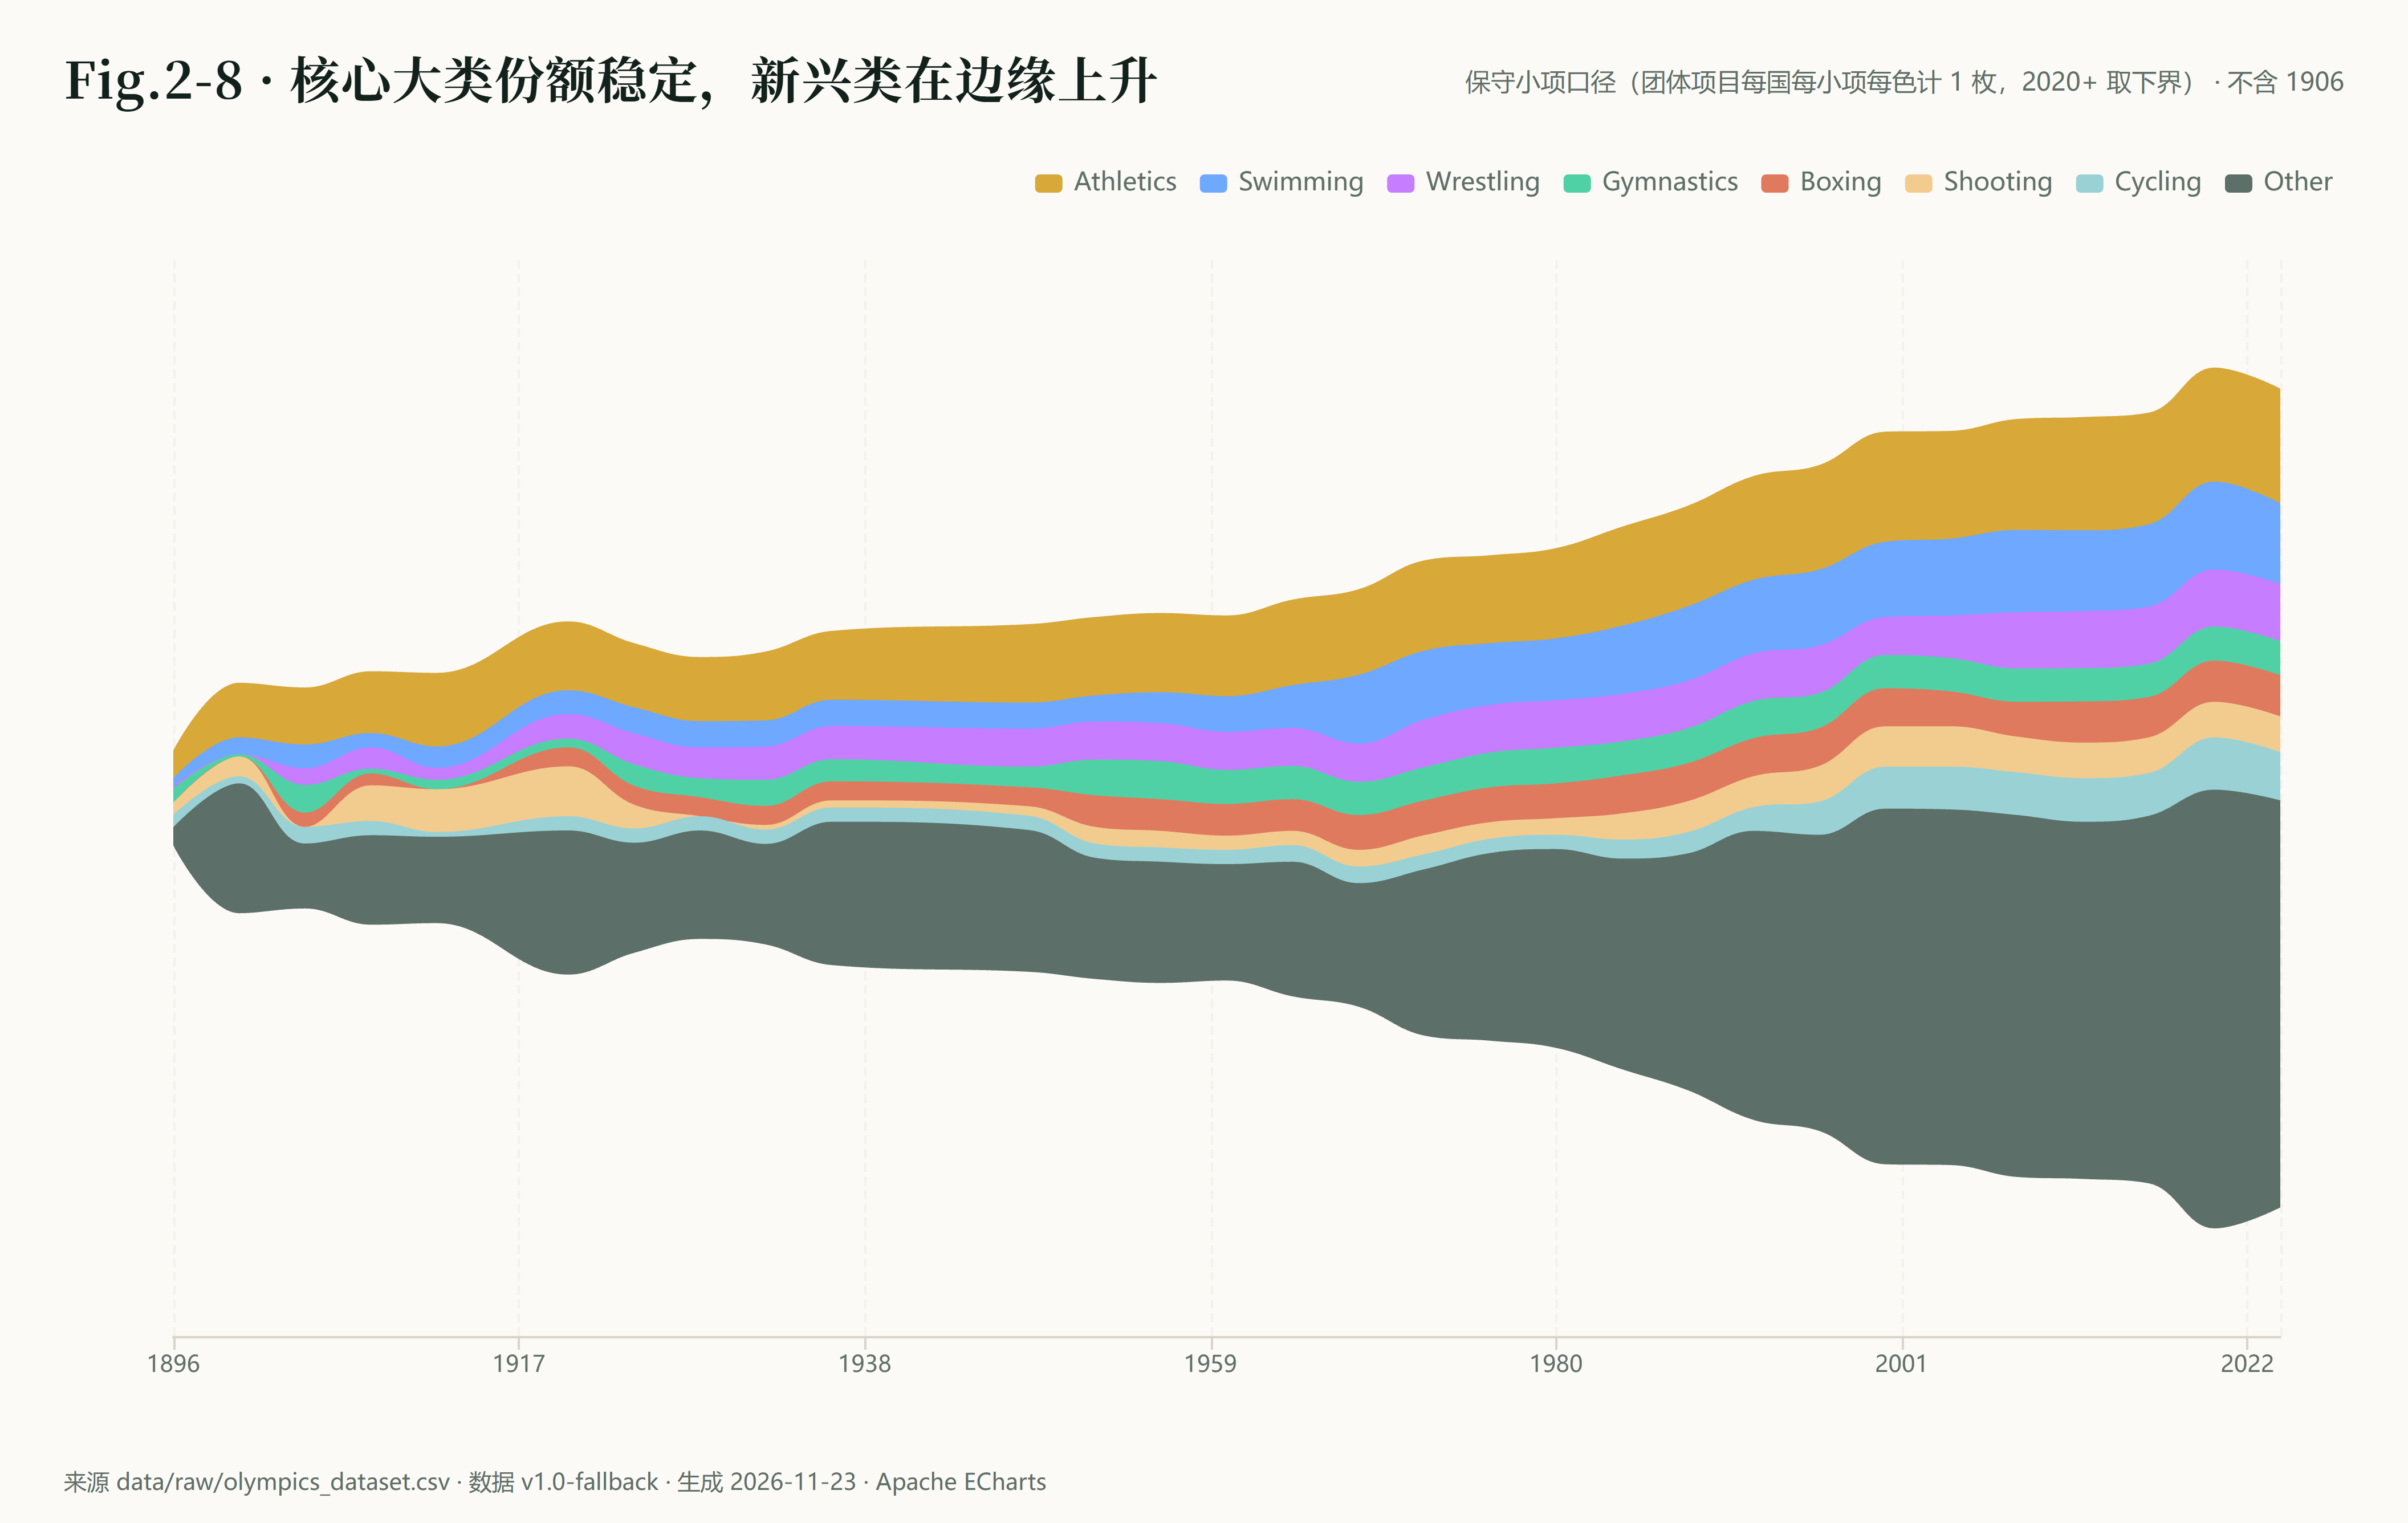 Fig.2-8 · 核心大类份额稳定，新兴类在边缘上升
保守小项口径（团体项目每国每小项每色计 1 枚，2020+ 取下界） · 不含 1906
Athletics Swimming Wrestling Gymnastics Boxing Shooting Cycling Other
1896 1917 1938 1959 1980 2001 2022
来源 data/raw/olympics_dataset.csv · 数据 v1.0-fallback · 生成 2026-11-23 · Apache ECharts